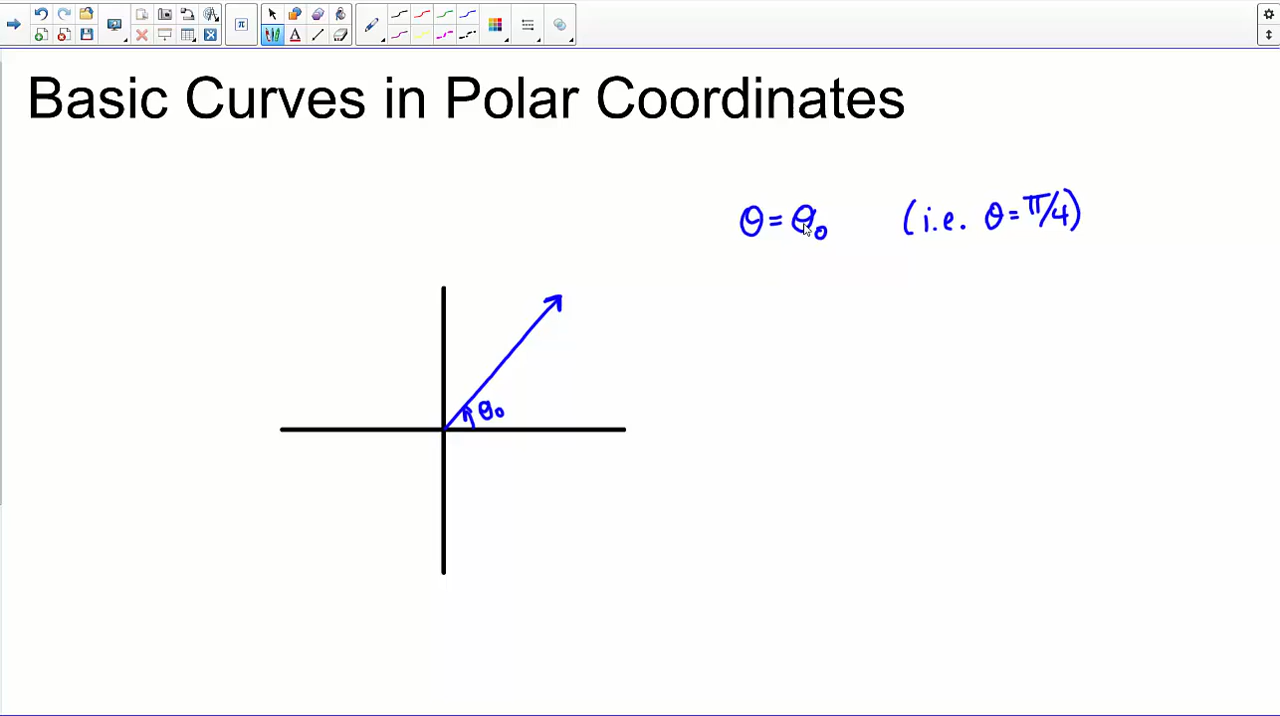 Basic Curves in Polar Coordinates
θ = θ₀ (i.e. θ = π/4)
θ₀